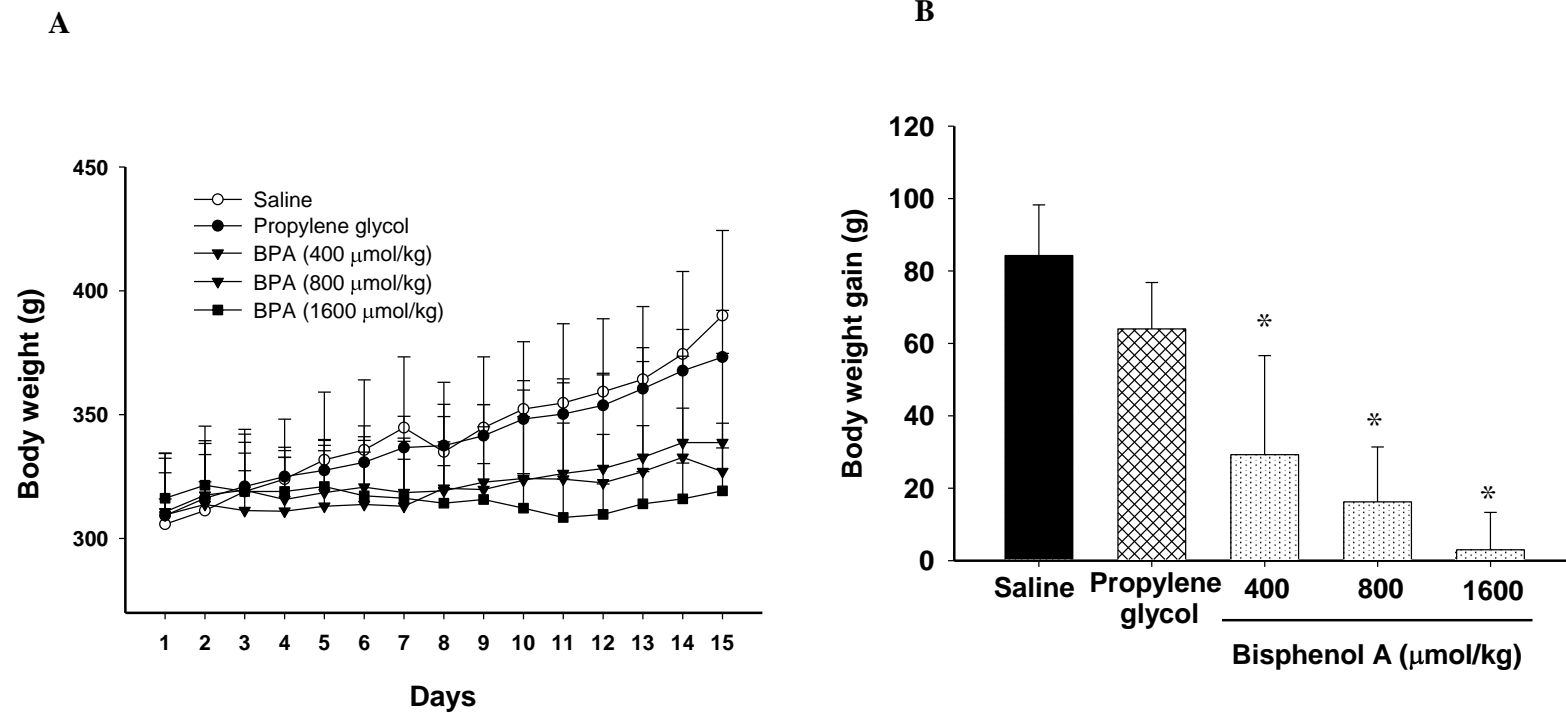 A
B
450
400
350
300
Body weight (g)
Saline
Propylene glycol
BPA (400 μmol/kg)
BPA (800 μmol/kg)
BPA (1600 μmol/kg)
1 2 3 4 5 6 7 8 9 10 11 12 13 14 15
Days
120
100
80
60
40
20
0
Body weight gain (g)
*
*
*
Saline Propylene glycol 400 800 1600
Bisphenol A (μmol/kg)